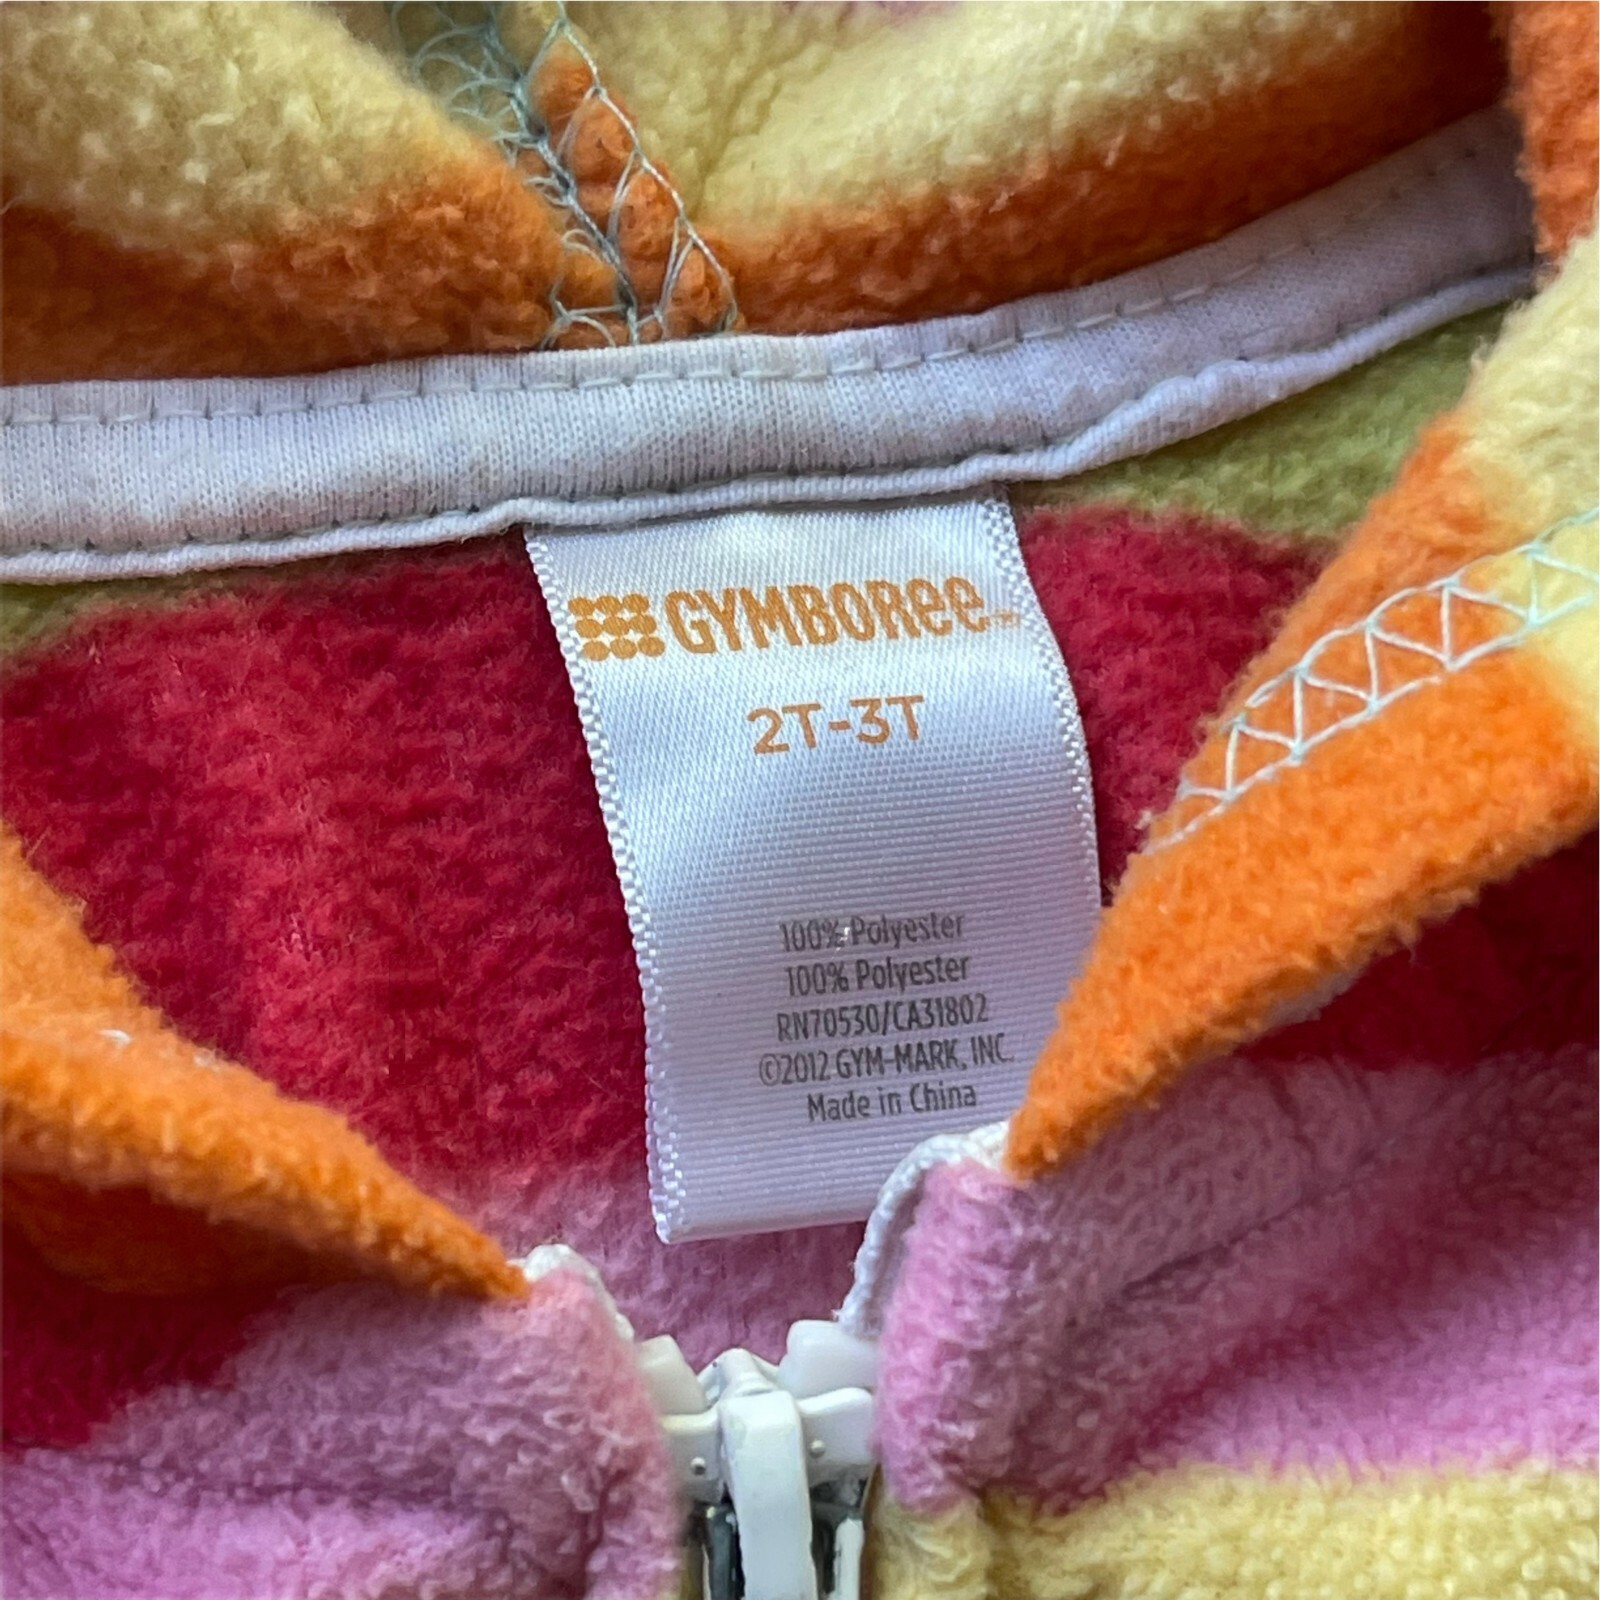 GYMBORee
2T-3T
100% Polyester
100% Polyester
RN70530/CA31802
©2012 GYM-MARK, INC.
Made in China